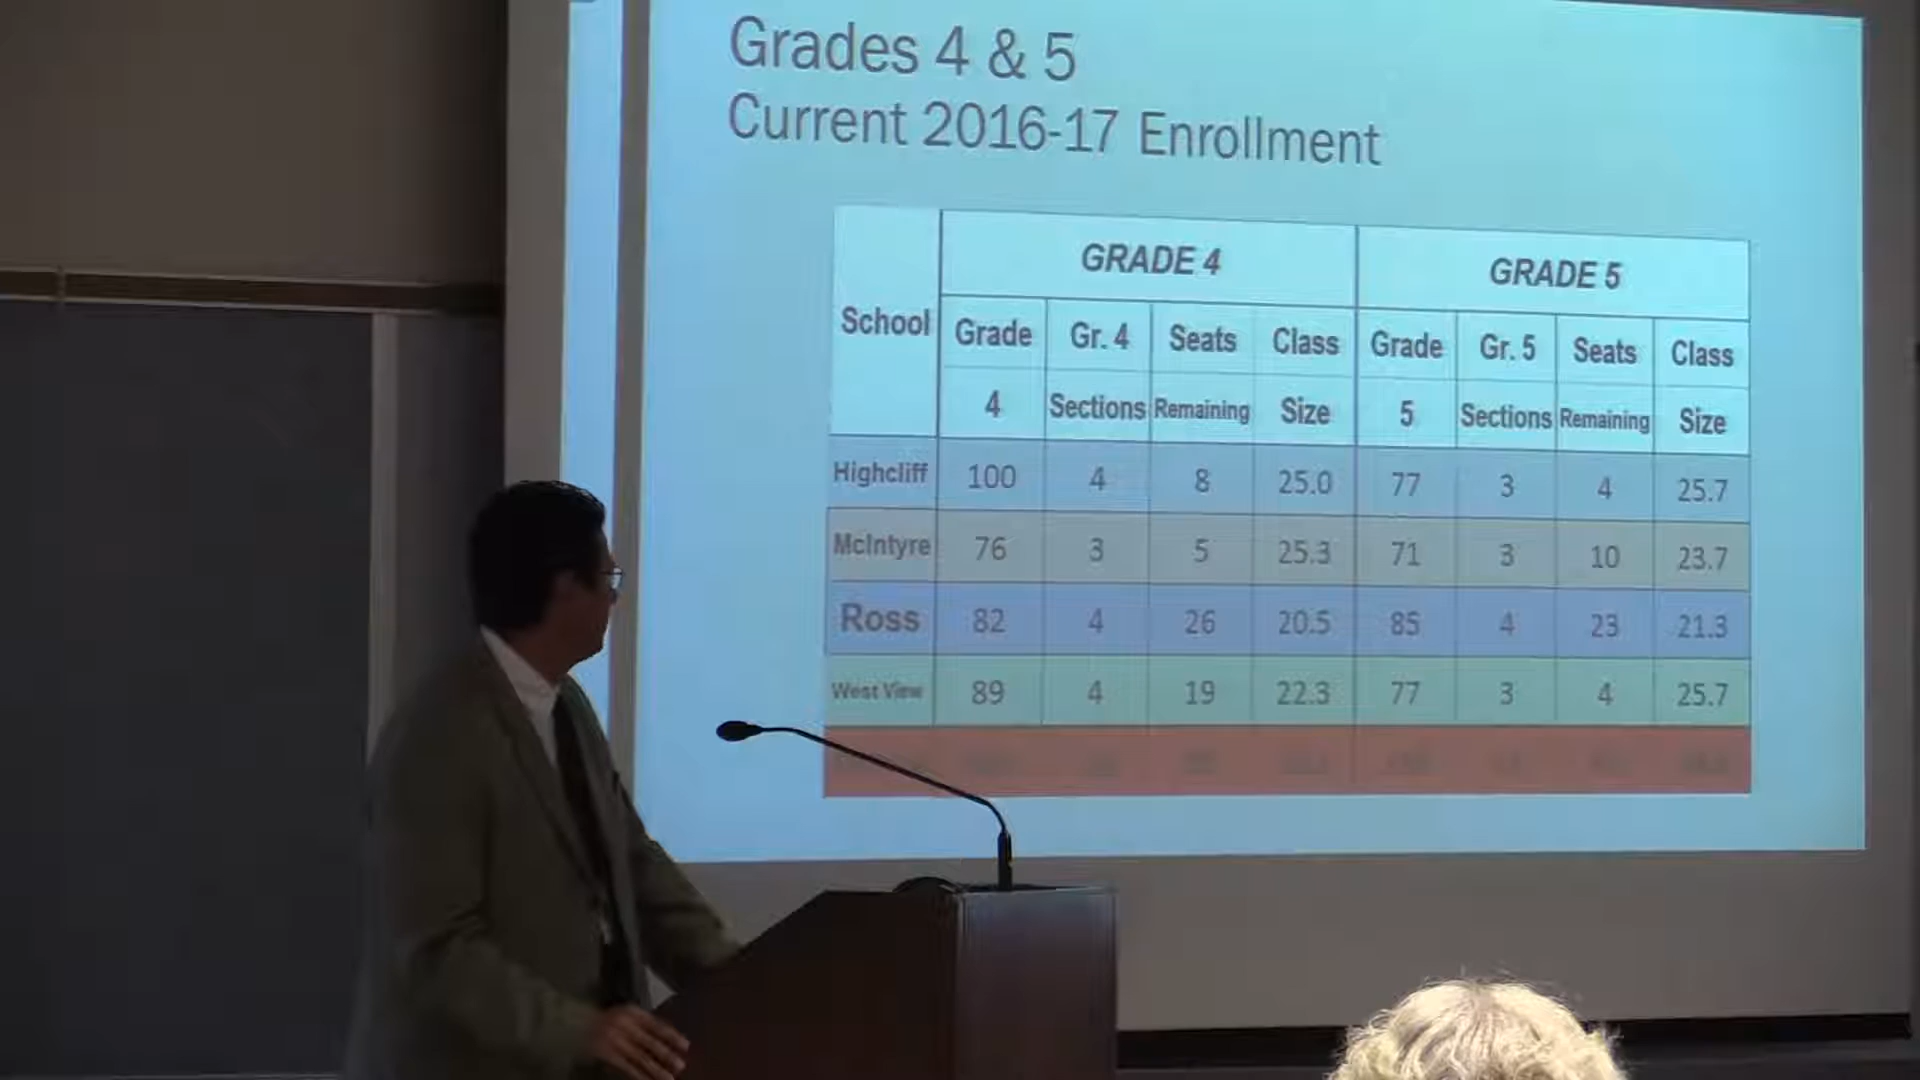 Grades 4 & 5
Current 2016-17 Enrollment
GRADE 4 GRADE 5
School Grade Gr. 4 Seats Class Grade Gr. 5 Seats Class
4 Sections Remaining Size 5 Sections Remaining Size
Highcliff 100 4 8 25.0 77 3 4 25.7
McIntyre 76 3 5 25.3 71 3 10 23.7
Ross 82 4 26 20.5 85 4 23 21.3
West View 89 4 19 22.3 77 3 4 25.7